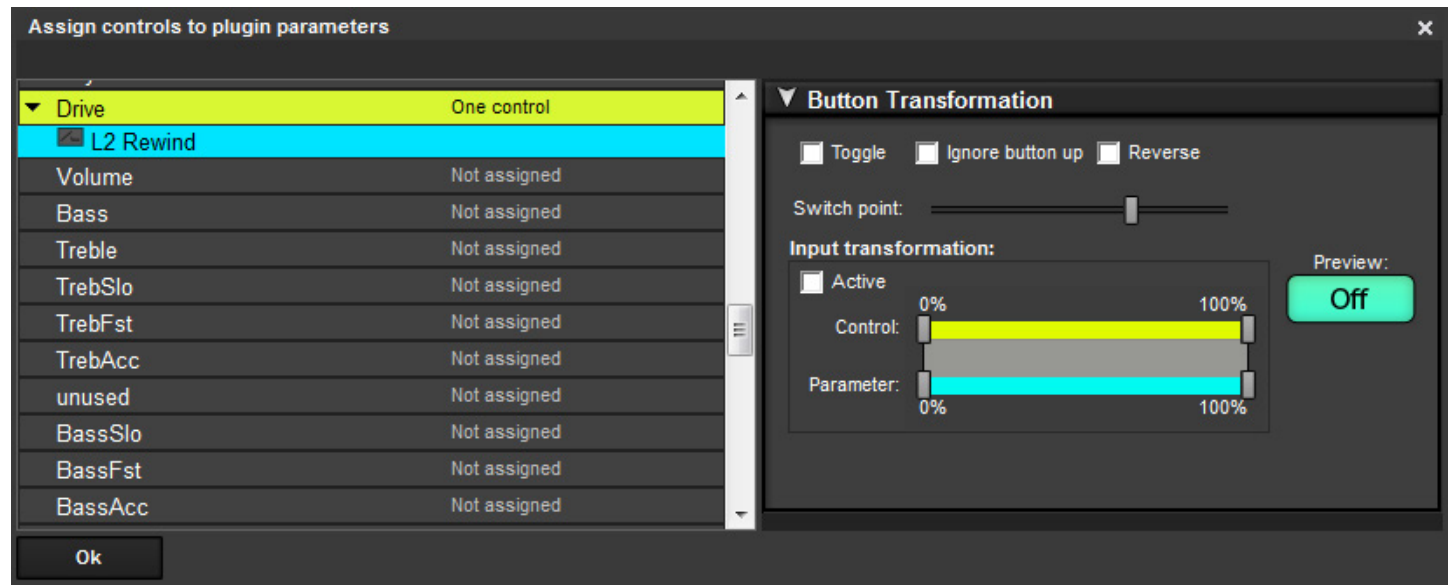 Assign controls to plugin parameters
Drive One control
L2 Rewind
Volume Not assigned
Bass Not assigned
Treble Not assigned
TrebSlo Not assigned
TrebFst Not assigned
TrebAcc Not assigned
unused Not assigned
BassSlo Not assigned
BassFst Not assigned
BassAcc Not assigned
Ok
Button Transformation
Toggle Ignore button up Reverse
Switch point:
Input transformation:
Active
0% 100%
Control:
Parameter:
0% 100%
Preview:
Off